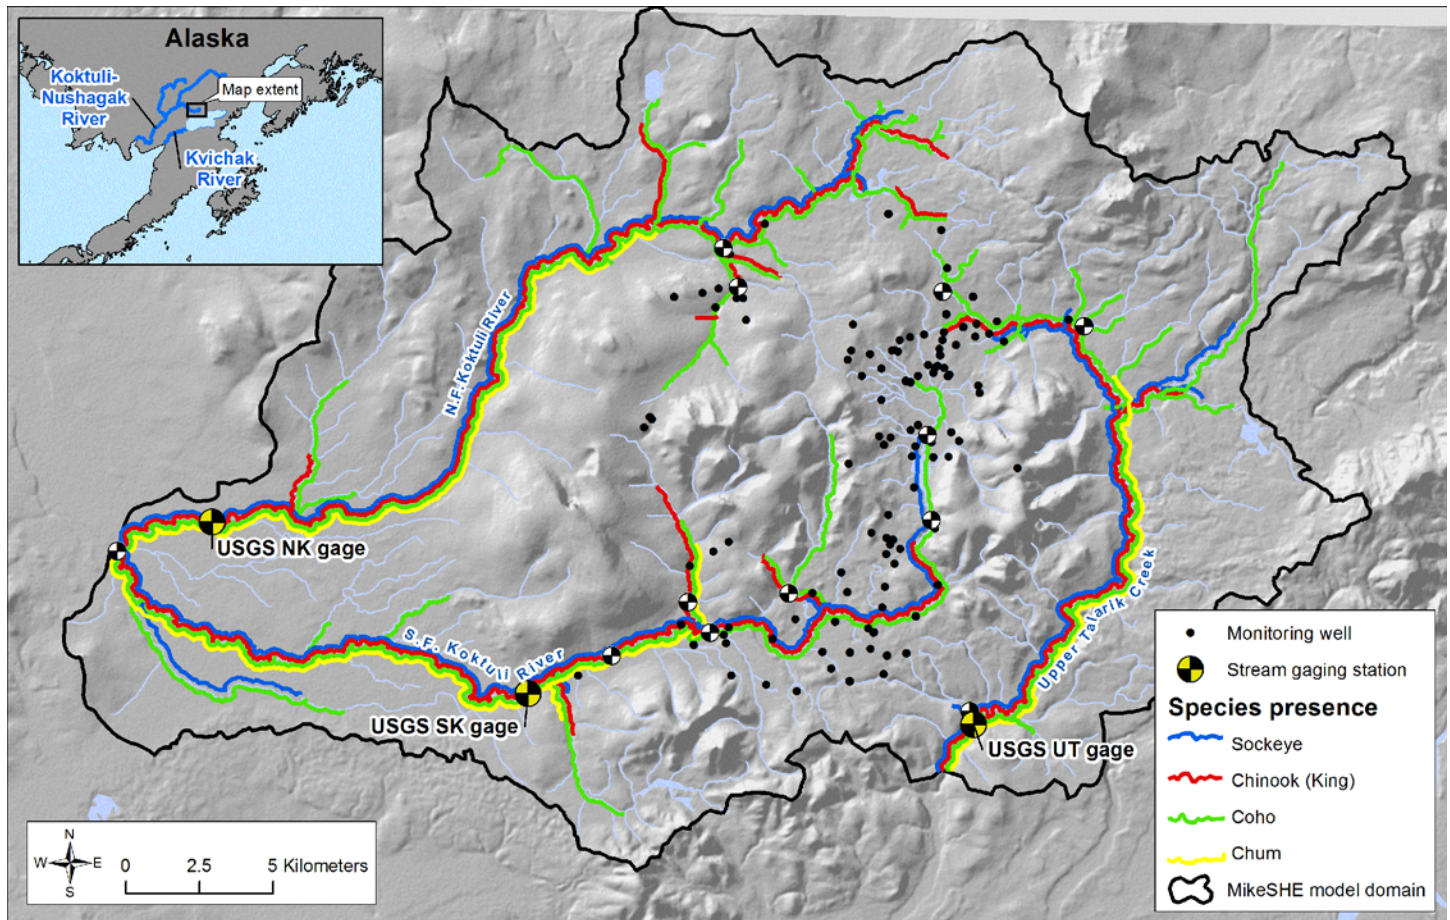 Alaska
Koktuli-
Nushagak
River
Map extent
Kvichak
River
N.F. Koktuli River
USGS NK gage
S.F. Koktuli River
USGS SK gage
Upper Talarik Creek
USGS UT gage
Monitoring well
Stream gaging station
Species presence
Sockeye
Chinook (King)
Coho
Chum
MikeSHE model domain
N
W E
S
0 2.5 5 Kilometers